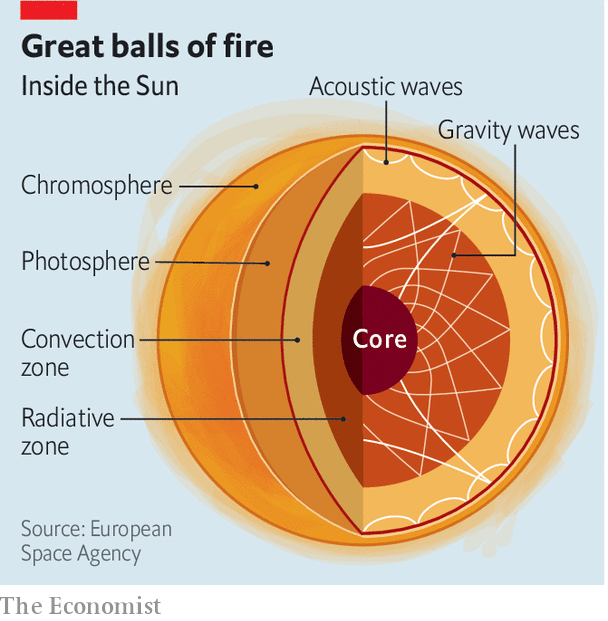 Great balls of fire
Inside the Sun
Acoustic waves
Gravity waves
Chromosphere
Photosphere
Convection
zone
Core
Radiative
zone
Source: European
Space Agency
The Economist